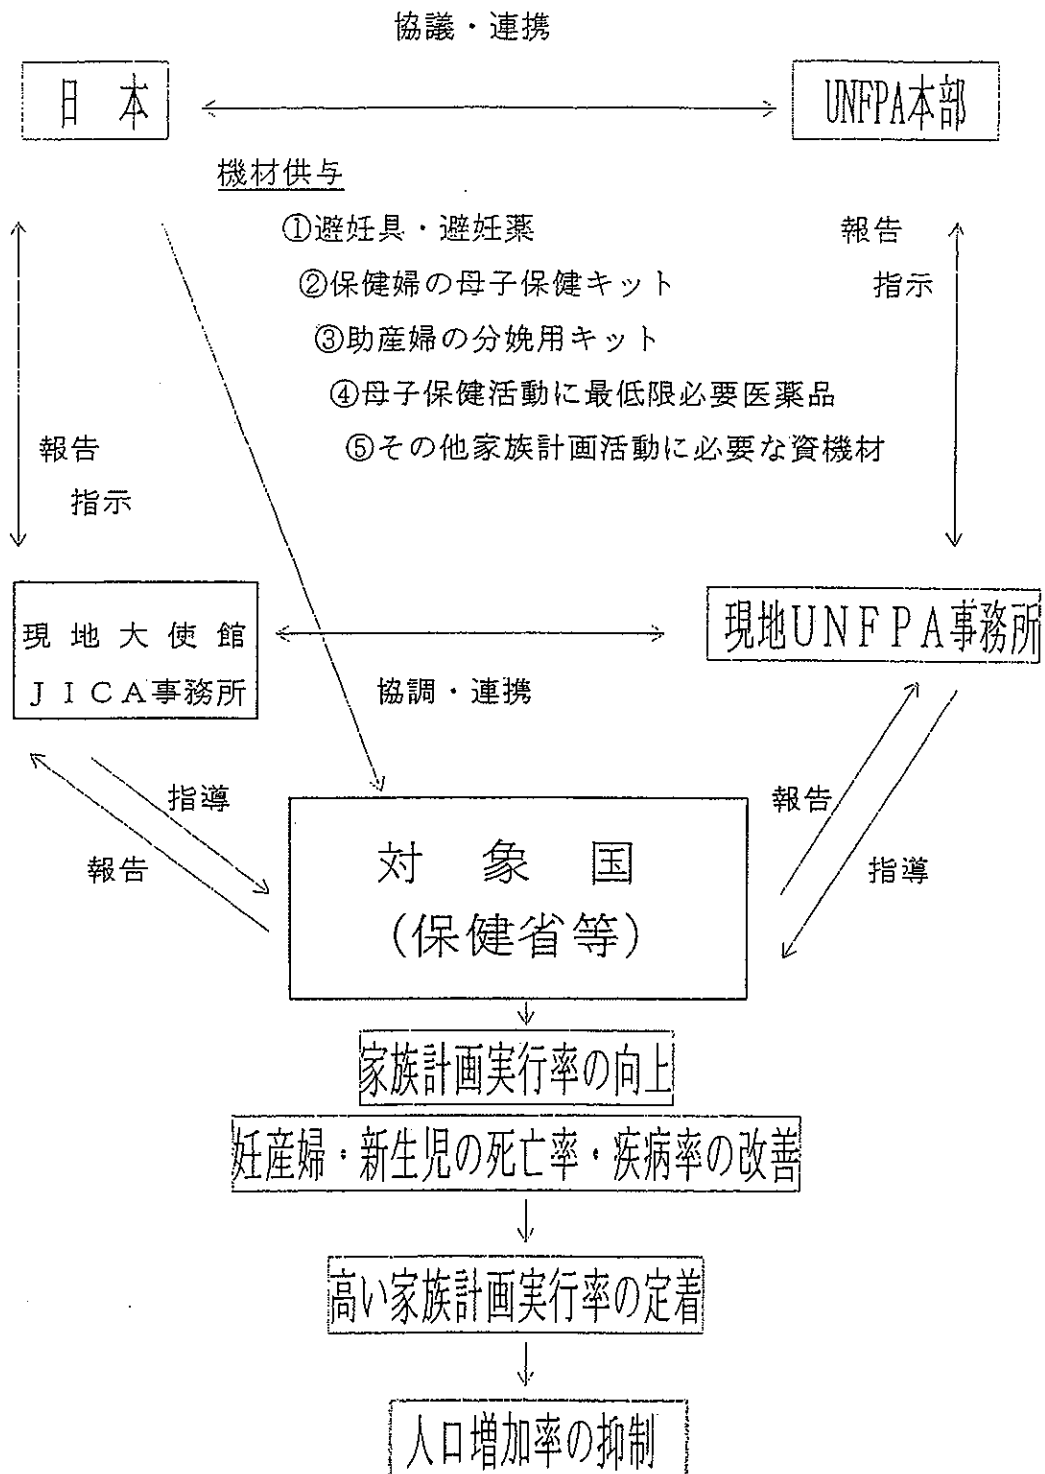 協議・連携
日本
UNFPA本部
機材供与
①避妊具・避妊薬
②保健婦の母子保健キット
③助産婦の分娩用キット
④母子保健活動に最低限必要医薬品
⑤その他家族計画活動に必要な資機材
報告
指示
報告
指示
現地大使館
JICA事務所
現地UNFPA事務所
協調・連携
指導
報告
報告
指導
対象国
(保健省等)
家族計画実行率の向上
妊産婦・新生児の死亡率・疾病率の改善
高い家族計画実行率の定着
人口増加率の抑制